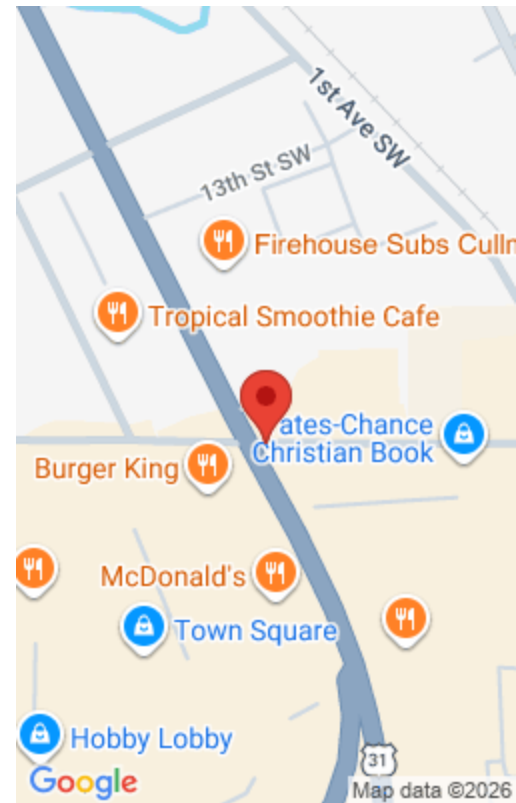 1st Ave SW
13th St SW
Firehouse Subs Culln
Tropical Smoothie Cafe
ates-Chance
Christian Book
Burger King
McDonald's
Town Square
Hobby Lobby
31
Google
Map data ©2026